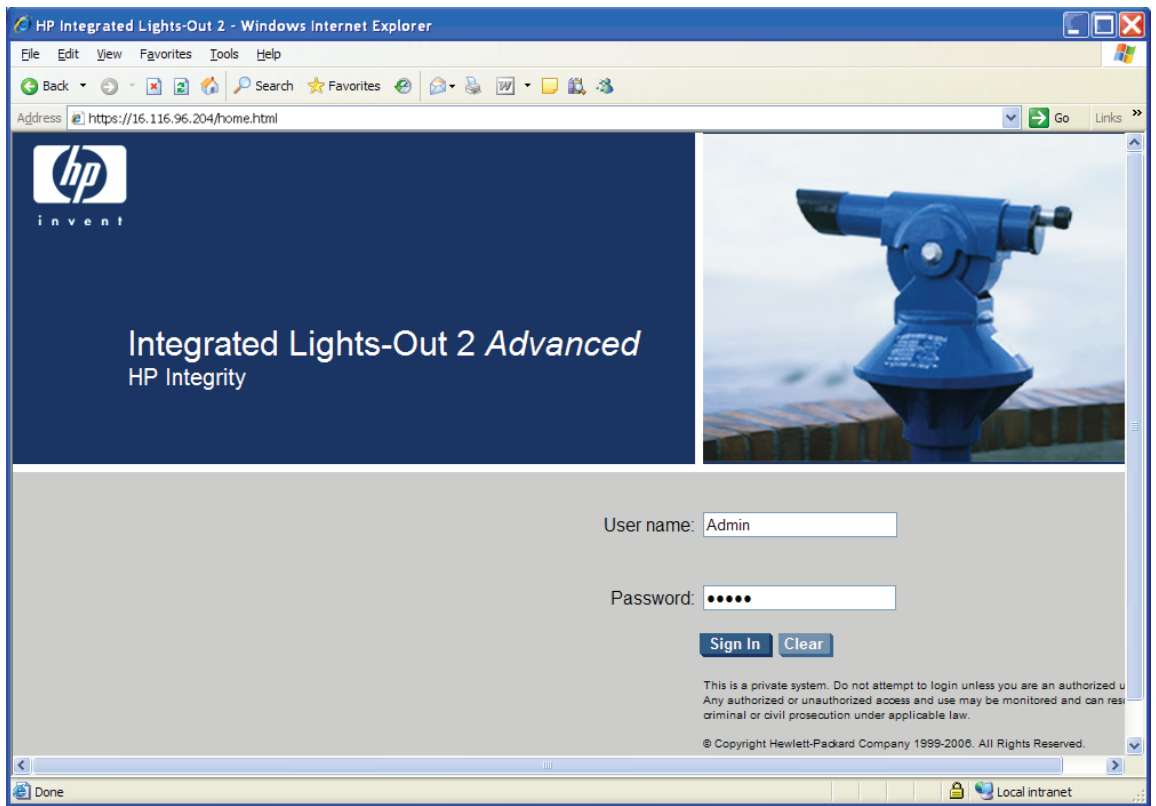 HP Integrated Lights-Out 2 - Windows Internet Explorer
File Edit View Favorites Tools Help
Back Search Favorites W
Address https://16.116.96.204/home.html Go Links »
hp
invent
Integrated Lights-Out 2 Advanced
HP Integrity
User name: Admin
Password: •••••
Sign In Clear
This is a private system. Do not attempt to login unless you are an authorized u
Any authorized or unauthorized access and use may be monitored and can res
criminal or civil prosecution under applicable law.
© Copyright Hewlett-Packard Company 1999-2006. All Rights Reserved.
Done Local intranet